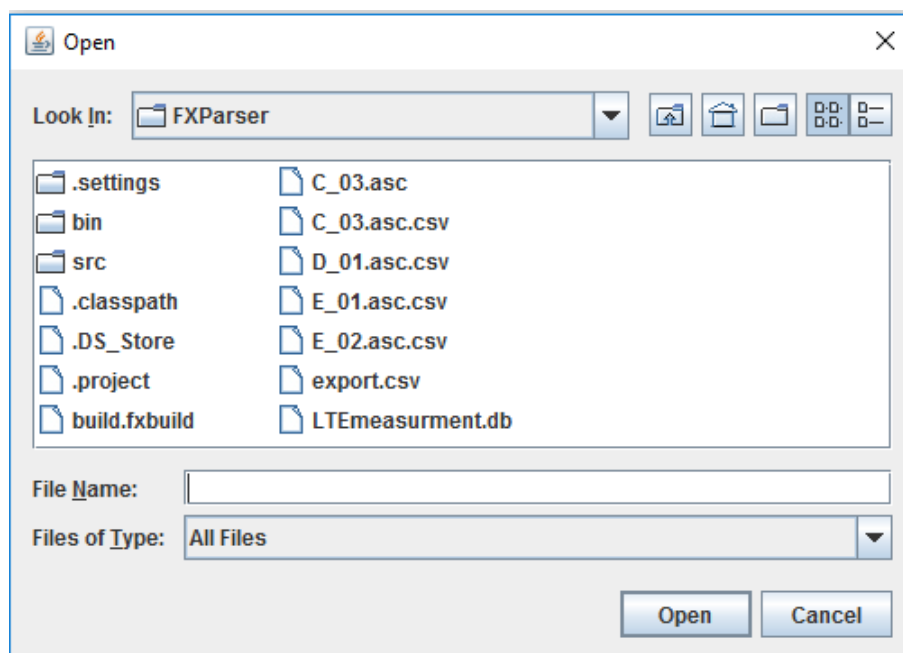 Open
Look In: FXParser
.settings
bin
src
.classpath
.DS_Store
.project
build.fxbuild
C_03.asc
C_03.asc.csv
D_01.asc.csv
E_01.asc.csv
E_02.asc.csv
export.csv
LTEmeasurment.db
File Name:
Files of Type: All Files
Open Cancel